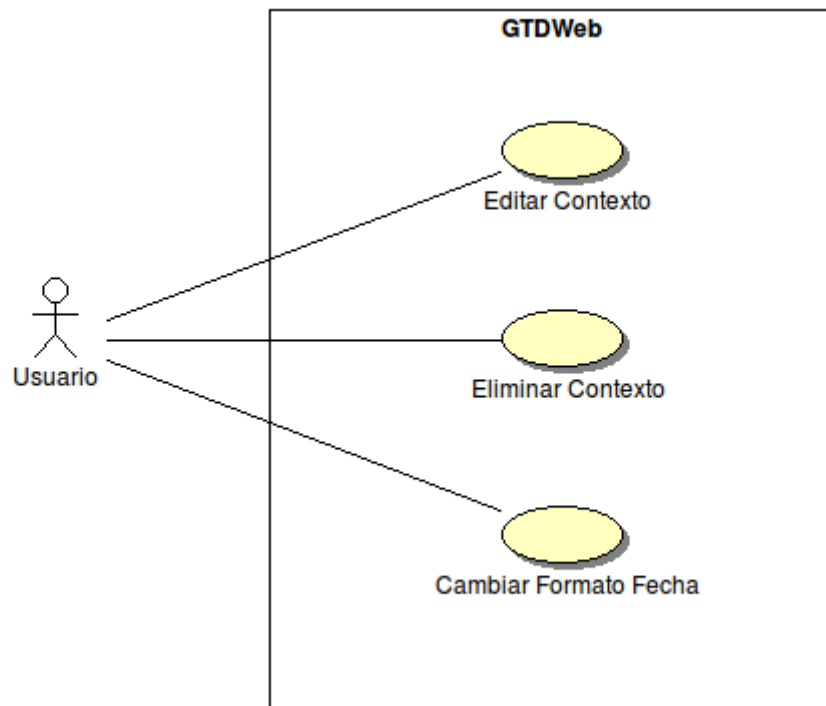 GTDWeb
Editar Contexto
Usuario
Eliminar Contexto
Cambiar Formato Fecha